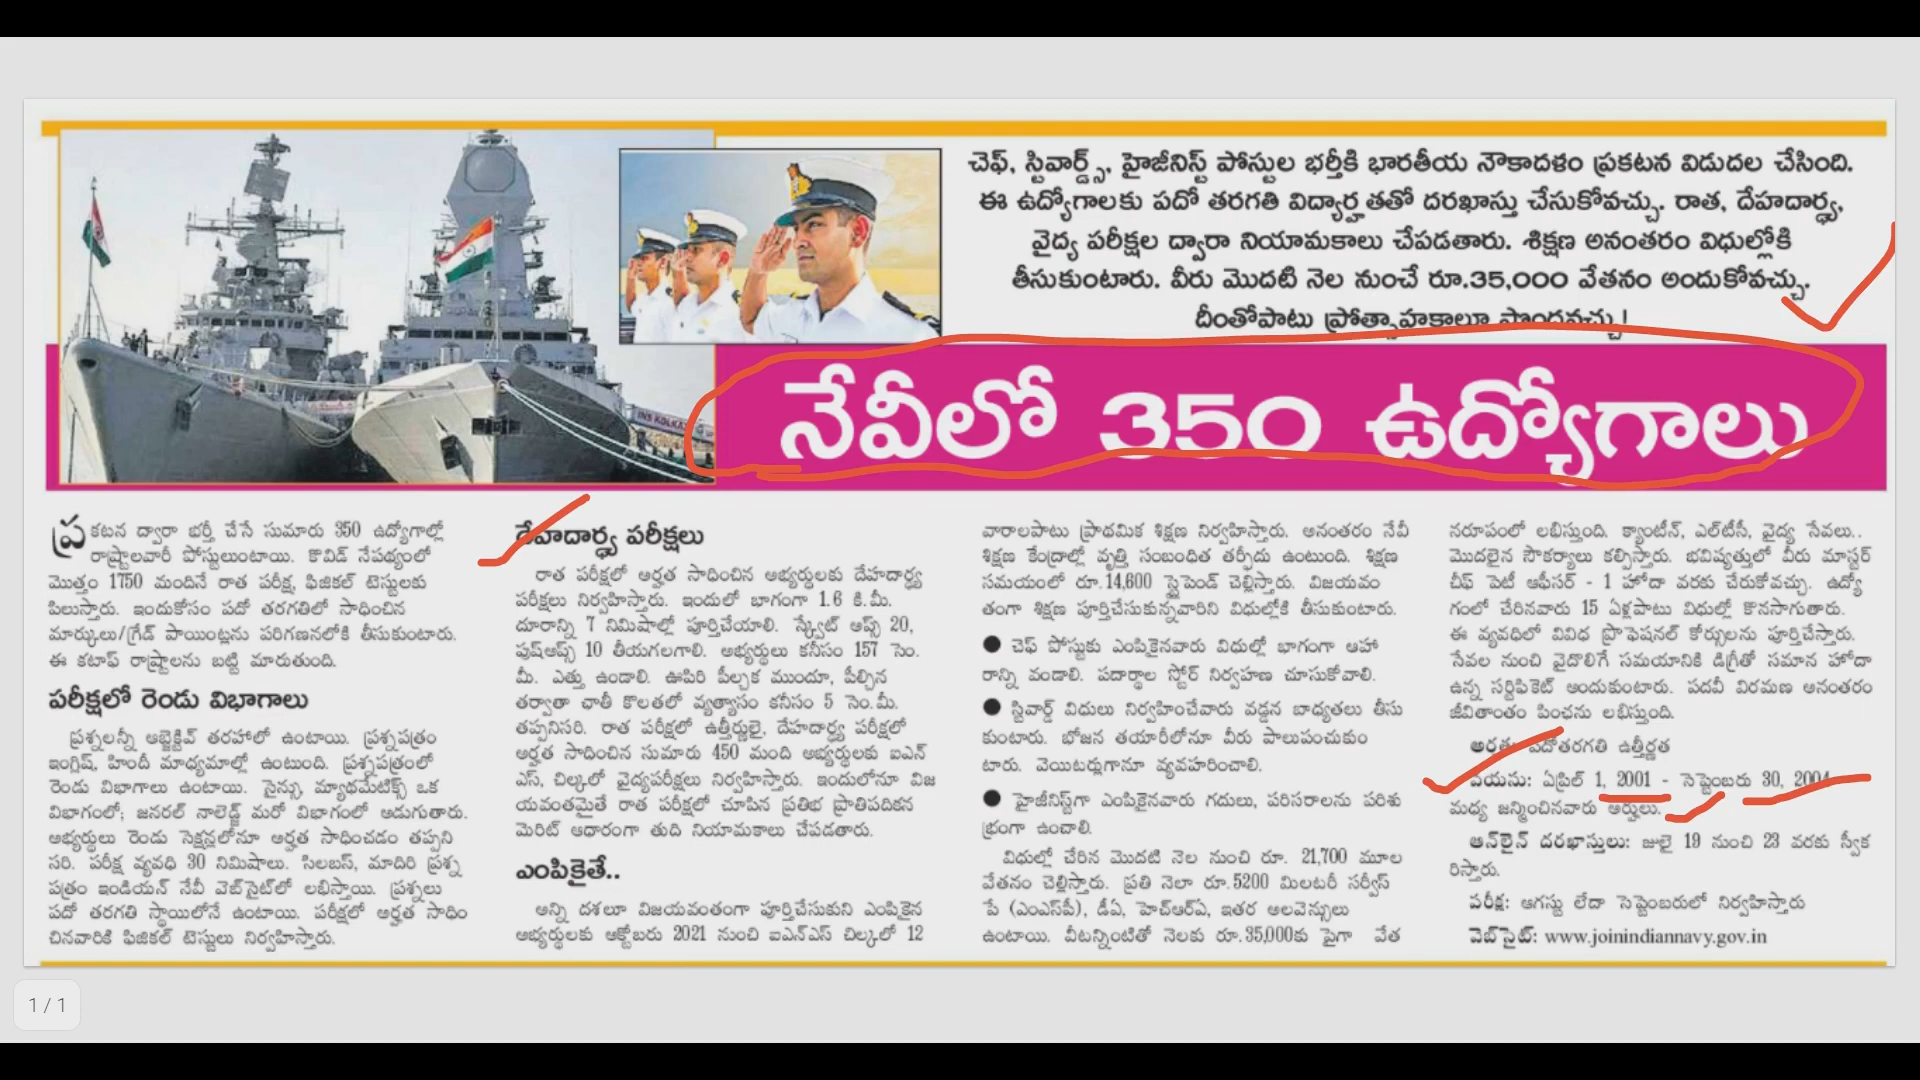 చెఫ్, స్టివార్డ్స్, హైజీనిస్ట్ పోస్టుల భర్తీకి భారతీయ నౌకాదళం ప్రకటన విడుదల చేసింది.
ఈ ఉద్యోగాలకు పదో తరగతి విద్యార్హతతో దరఖాస్తు చేసుకోవచ్చు. రాత, దేహదార్ఢ్య,
వైద్య పరీక్షల ద్వారా నియామకాలు చేపడతారు. శిక్షణ అనంతరం విధుల్లోకి
తీసుకుంటారు. వీరు మొదటి నెల నుంచే రూ.35,000 వేతనం అందుకోవచ్చు.
దీంతోపాటు ప్రోత్సాహకాలూ పొందవచ్చు!
నేవీలో 350 ఉద్యోగాలు
INS KOLKATA
ప్రకటన ద్వారా భర్తీ చేసే సుమారు 350 ఉద్యోగాల్లో
రాష్ట్రాలవారీ పోస్టులుంటాయి. కొవిడ్ నేపథ్యంలో
మొత్తం 1750 మందినే రాత పరీక్ష, ఫిజికల్ టెస్టులకు
పిలుస్తారు. ఇందుకోసం పదో తరగతిలో సాధించిన
మార్కులు/గ్రేడ్ పాయింట్లను పరిగణనలోకి తీసుకుంటారు.
ఈ కటాఫ్ రాష్ట్రాలను బట్టి మారుతుంది.
పరీక్షలో రెండు విభాగాలు
ప్రశ్నలన్నీ ఆబ్జెక్టివ్ తరహాలో ఉంటాయి. ప్రశ్నపత్రం
ఇంగ్లిష్, హిందీ మాధ్యమాల్లో ఉంటుంది. ప్రశ్నపత్రంలో
రెండు విభాగాలు ఉంటాయి. సైన్సు, మ్యాథమేటిక్స్ ఒక
విభాగంలో; జనరల్ నాలెడ్జ్ మరో విభాగంలో అడుగుతారు.
అభ్యర్థులు రెండు సెక్షన్లలోనూ అర్హత సాధించడం తప్పని
సరి. పరీక్ష వ్యవధి 30 నిమిషాలు. సిలబస్, మాదిరి ప్రశ్న
పత్రం ఇండియన్ నేవీ వెబ్‌సైట్‌లో లభిస్తాయి. ప్రశ్నలు
పదో తరగతి స్థాయిలోనే ఉంటాయి. పరీక్షలో అర్హత సాధిం
చినవారికి ఫిజికల్ టెస్టులు నిర్వహిస్తారు.
దేహదార్ఢ్య పరీక్షలు
రాత పరీక్షలో అర్హత సాధించిన అభ్యర్థులకు దేహదార్ఢ్య
పరీక్షలు నిర్వహిస్తారు. ఇందులో భాగంగా 1.6 కి.మీ.
దూరాన్ని 7 నిమిషాల్లో పూర్తిచేయాలి. స్క్వేట్ అప్స్ 20,
పుష్అప్స్ 10 తీయగలగాలి. అభ్యర్థులు కనీసం 157 సెం.
మీ. ఎత్తు ఉండాలి. ఊపిరి పీల్చక ముందూ, పీల్చిన
తర్వాతా ఛాతీ కొలతలో వ్యత్యాసం కనీసం 5 సెం.మీ.
తప్పనిసరి. రాత పరీక్షలో ఉత్తీర్ణులై, దేహదార్ఢ్య పరీక్షలో
అర్హత సాధించిన సుమారు 450 మంది అభ్యర్థులకు ఐఎన్
ఎస్, చిల్కలో వైద్యపరీక్షలు నిర్వహిస్తారు. ఇందులోనూ విజ
యవంతమైతే రాత పరీక్షలో చూపిన ప్రతిభ ప్రాతిపదికన
మెరిట్ ఆధారంగా తుది నియామకాలు చేపడతారు.
ఎంపికైతే..
అన్ని దశలూ విజయవంతంగా పూర్తిచేసుకుని ఎంపికైన
అభ్యర్థులకు అక్టోబరు 2021 నుంచి ఐఎన్ఎస్ చిల్కలో 12
వారాలపాటు ప్రాథమిక శిక్షణ నిర్వహిస్తారు. అనంతరం నేవీ
శిక్షణ కేంద్రాల్లో వృత్తి సంబంధిత తర్ఫీదు ఉంటుంది. శిక్షణ
సమయంలో రూ.14,600 స్టైపెండ్ చెల్లిస్తారు. విజయవం
తంగా శిక్షణ పూర్తిచేసుకున్నవారిని విధుల్లోకి తీసుకుంటారు.
● చెఫ్ పోస్టుకు ఎంపికైనవారు విధుల్లో భాగంగా ఆహా
రాన్ని వండాలి. పదార్థాల స్టోర్ నిర్వహణ చూసుకోవాలి.
● స్టివార్డ్ విధులు నిర్వహించేవారు వడ్డన బాధ్యతలు తీసు
కుంటారు. భోజన తయారీలోనూ వీరు పాలుపంచుకుం
టారు. వెయిటర్లుగానూ వ్యవహరించాలి.
● హైజీనిస్ట్‌గా ఎంపికైనవారు గదులు, పరిసరాలను పరిశు
భ్రంగా ఉంచాలి.
విధుల్లో చేరిన మొదటి నెల నుంచి రూ. 21,700 మూల
వేతనం చెల్లిస్తారు. ప్రతి నెలా రూ.5200 మిలటరీ సర్వీస్
పే (ఎంఎస్‌పీ), డీఏ, హెచ్ఆర్ఏ, ఇతర అలవెన్సులు
ఉంటాయి. వీటన్నింటితో నెలకు రూ.35,000కు పైగా వేత
నరూపంలో లభిస్తుంది. క్యాంటీన్, ఎల్‌టీసీ, వైద్య సేవలు..
మొదలైన సౌకర్యాలు కల్పిస్తారు. భవిష్యత్తులో వీరు మాస్టర్
చీఫ్ పెటీ ఆఫీసర్ - 1 హోదా వరకు చేరుకోవచ్చు. ఉద్యో
గంలో చేరినవారు 15 ఏళ్లపాటు విధుల్లో కొనసాగుతారు.
ఈ వ్యవధిలో వివిధ ప్రొఫెషనల్ కోర్సులను పూర్తిచేస్తారు.
సేవల నుంచి వైదొలిగే సమయానికి డిగ్రీతో సమాన హోదా
ఉన్న సర్టిఫికెట్ అందుకుంటారు. పదవీ విరమణ అనంతరం
జీవితాంతం పింఛను లభిస్తుంది.
అర్హత: పదోతరగతి ఉత్తీర్ణత
వయసు: ఏప్రిల్ 1, 2001 - సెప్టెంబరు 30, 2004
మధ్య జన్మించినవారు అర్హులు.
ఆన్‌లైన్ దరఖాస్తులు: జులై 19 నుంచి 23 వరకు స్వీక
రిస్తారు.
పరీక్ష: ఆగస్టు లేదా సెప్టెంబరులో నిర్వహిస్తారు
వెబ్‌సైట్: www.joinindiannavy.gov.in
1 / 1